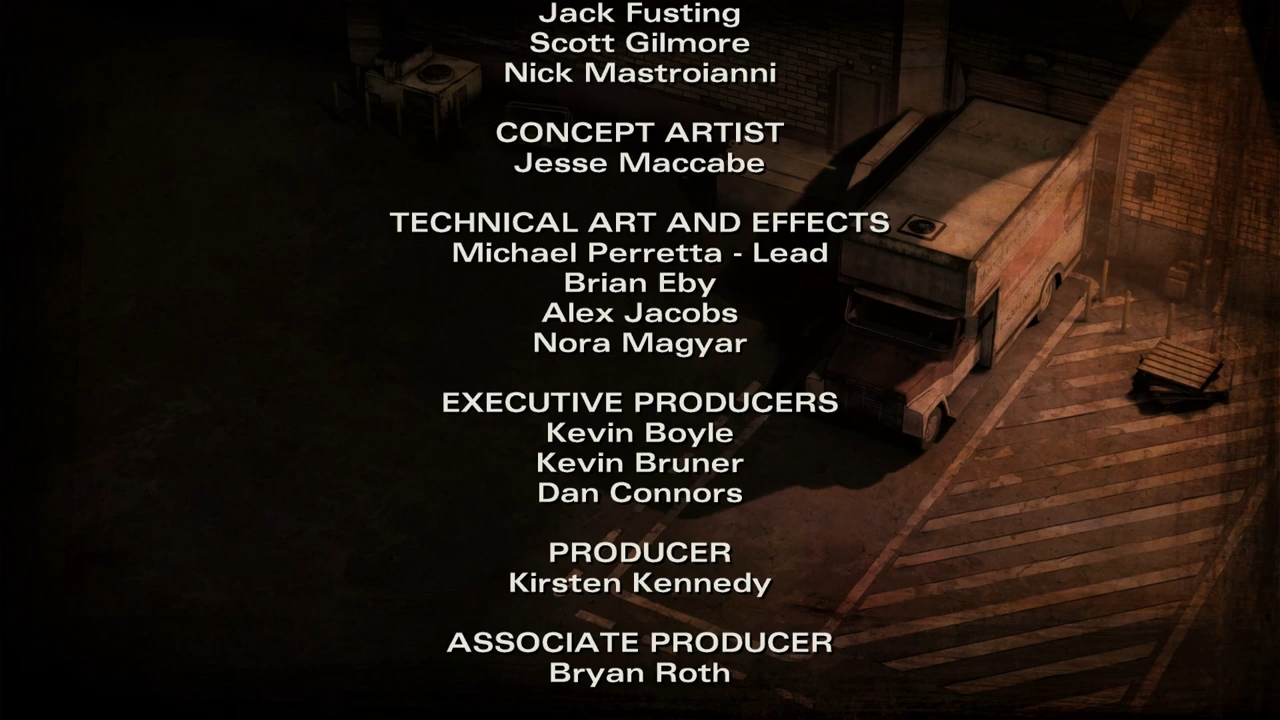 Jack Fusting
Scott Gilmore
Nick Mastroianni
CONCEPT ARTIST
Jesse Maccabe
TECHNICAL ART AND EFFECTS
Michael Perretta - Lead
Brian Eby
Alex Jacobs
Nora Magyar
EXECUTIVE PRODUCERS
Kevin Boyle
Kevin Bruner
Dan Connors
PRODUCER
Kirsten Kennedy
ASSOCIATE PRODUCER
Bryan Roth